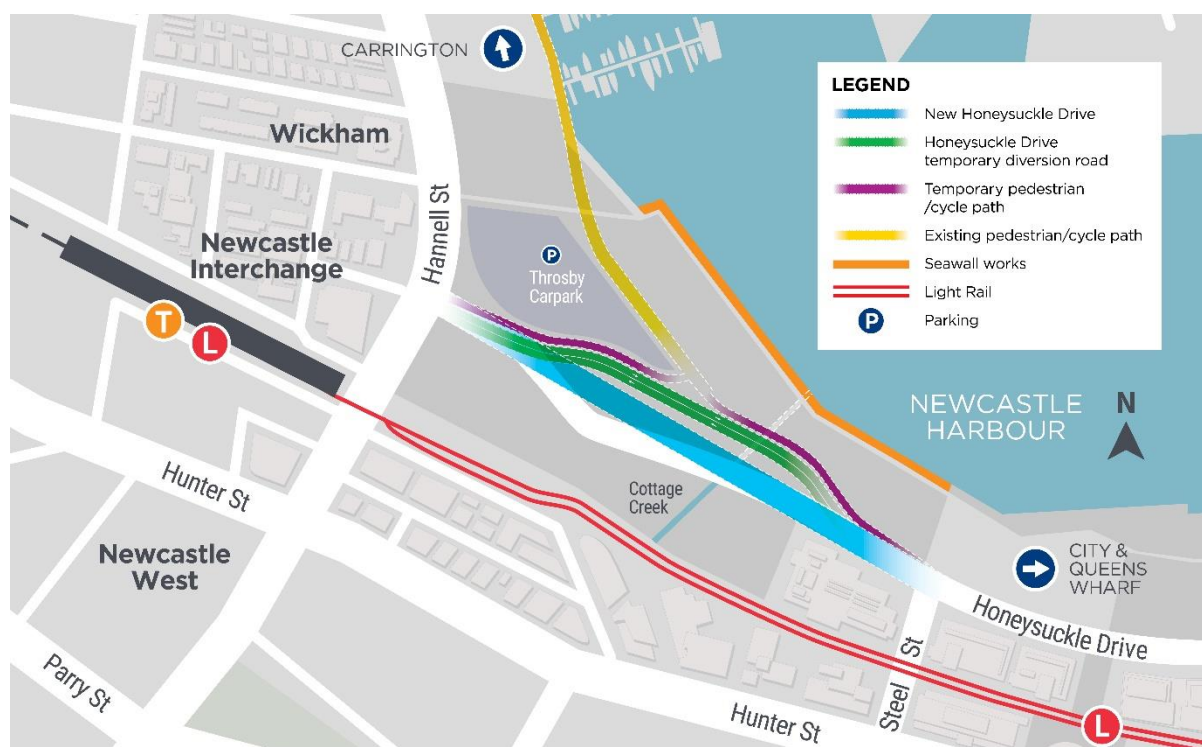 CARRINGTON
Wickham
Hannell St
Newcastle
Interchange
T
L
P
Throsby
Carpark
LEGEND
New Honeysuckle Drive
Honeysuckle Drive
temporary diversion road
Temporary pedestrian
/cycle path
Existing pedestrian/cycle path
Seawall works
Light Rail
P
Parking
NEWCASTLE
HARBOUR
N
Hunter St
Cottage
Creek
Newcastle
West
CITY &
QUEENS
WHARF
Honeysuckle Drive
Parry St
Steel St
Hunter St
L